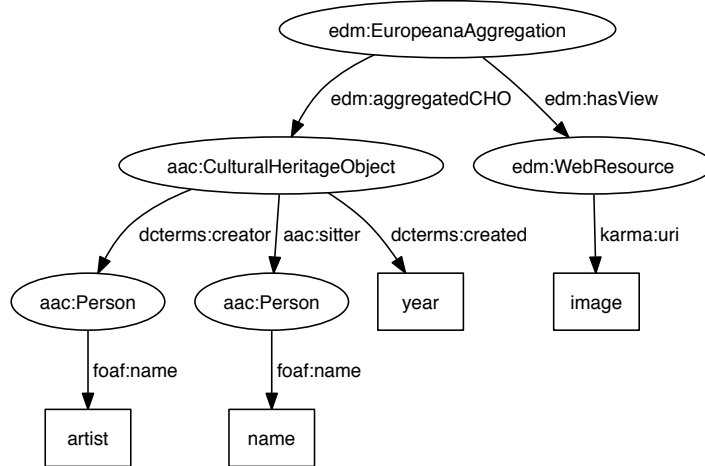 edm:EuropeanaAggregation
edm:aggregatedCHO
edm:hasView
aac:CulturalHeritageObject
edm:WebResource
dcterms:creator
aac:sitter
dcterms:created
karma:uri
aac:Person
aac:Person
year
image
foaf:name
foaf:name
artist
name